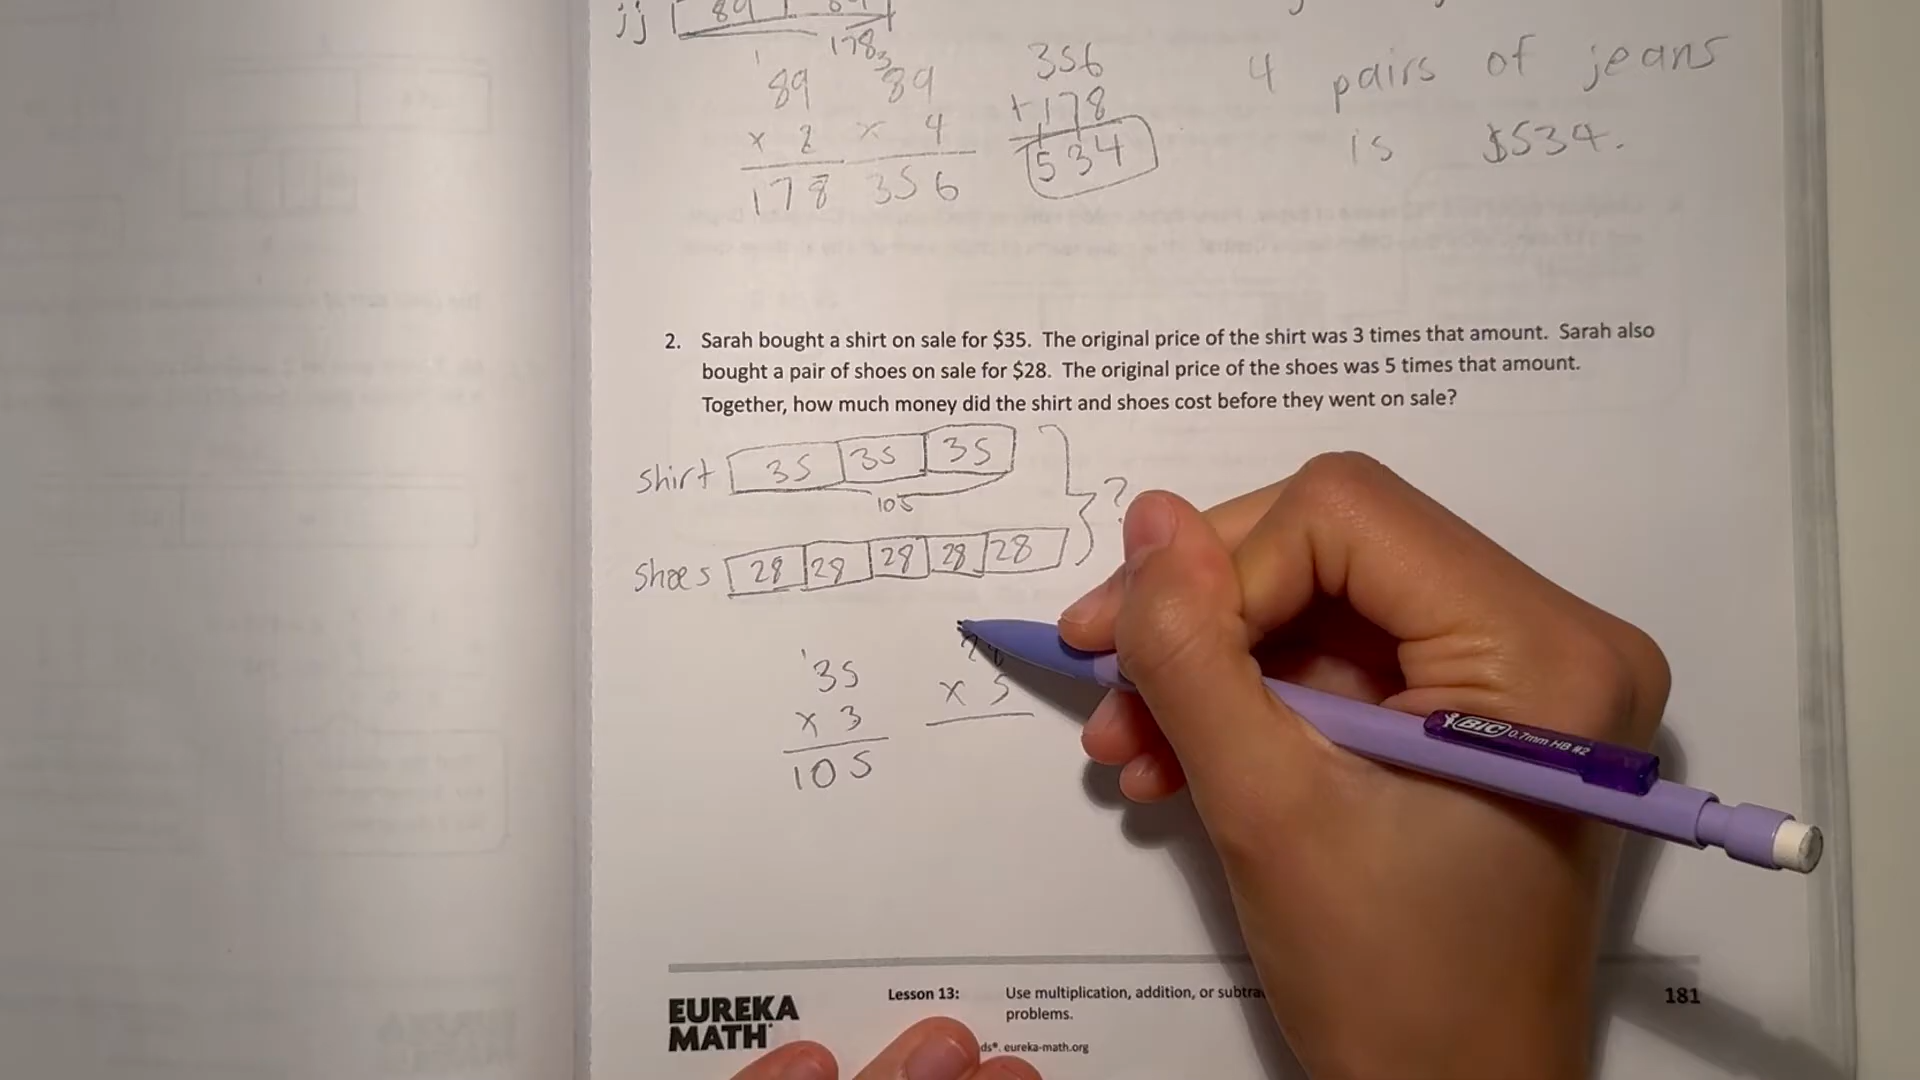 jj 89 89
178
1 3
89 89 356 4 pairs of jeans
x 2 x 4 +178 is $534.
178 356 534
2. Sarah bought a shirt on sale for $35. The original price of the shirt was 3 times that amount. Sarah also
bought a pair of shoes on sale for $28. The original price of the shoes was 5 times that amount.
Together, how much money did the shirt and shoes cost before they went on sale?
shirt 35 35 35
105
?
shoes 28 28 28 28 28
1
35
x 3 x 5
105
BIC 0.7mm HB #2
EUREKA
MATH
Lesson 13: Use multiplication, addition, or
problems.
181
eureka-math.org